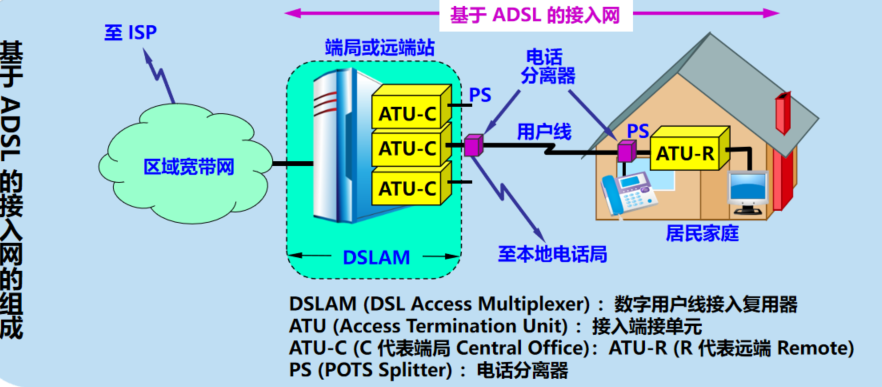 基于 ADSL 的接入网的组成
基于 ADSL 的接入网
至 ISP
端局或远端站
电话
分离器
PS
ATU-C
ATU-C
ATU-C
用户线
PS
ATU-R
区域宽带网
居民家庭
至本地电话局
DSLAM
DSLAM (DSL Access Multiplexer) ：数字用户线接入复用器
ATU (Access Termination Unit) ：接入端接单元
ATU-C (C 代表端局 Central Office)：ATU-R (R 代表远端 Remote)
PS (POTS Splitter) ：电话分离器